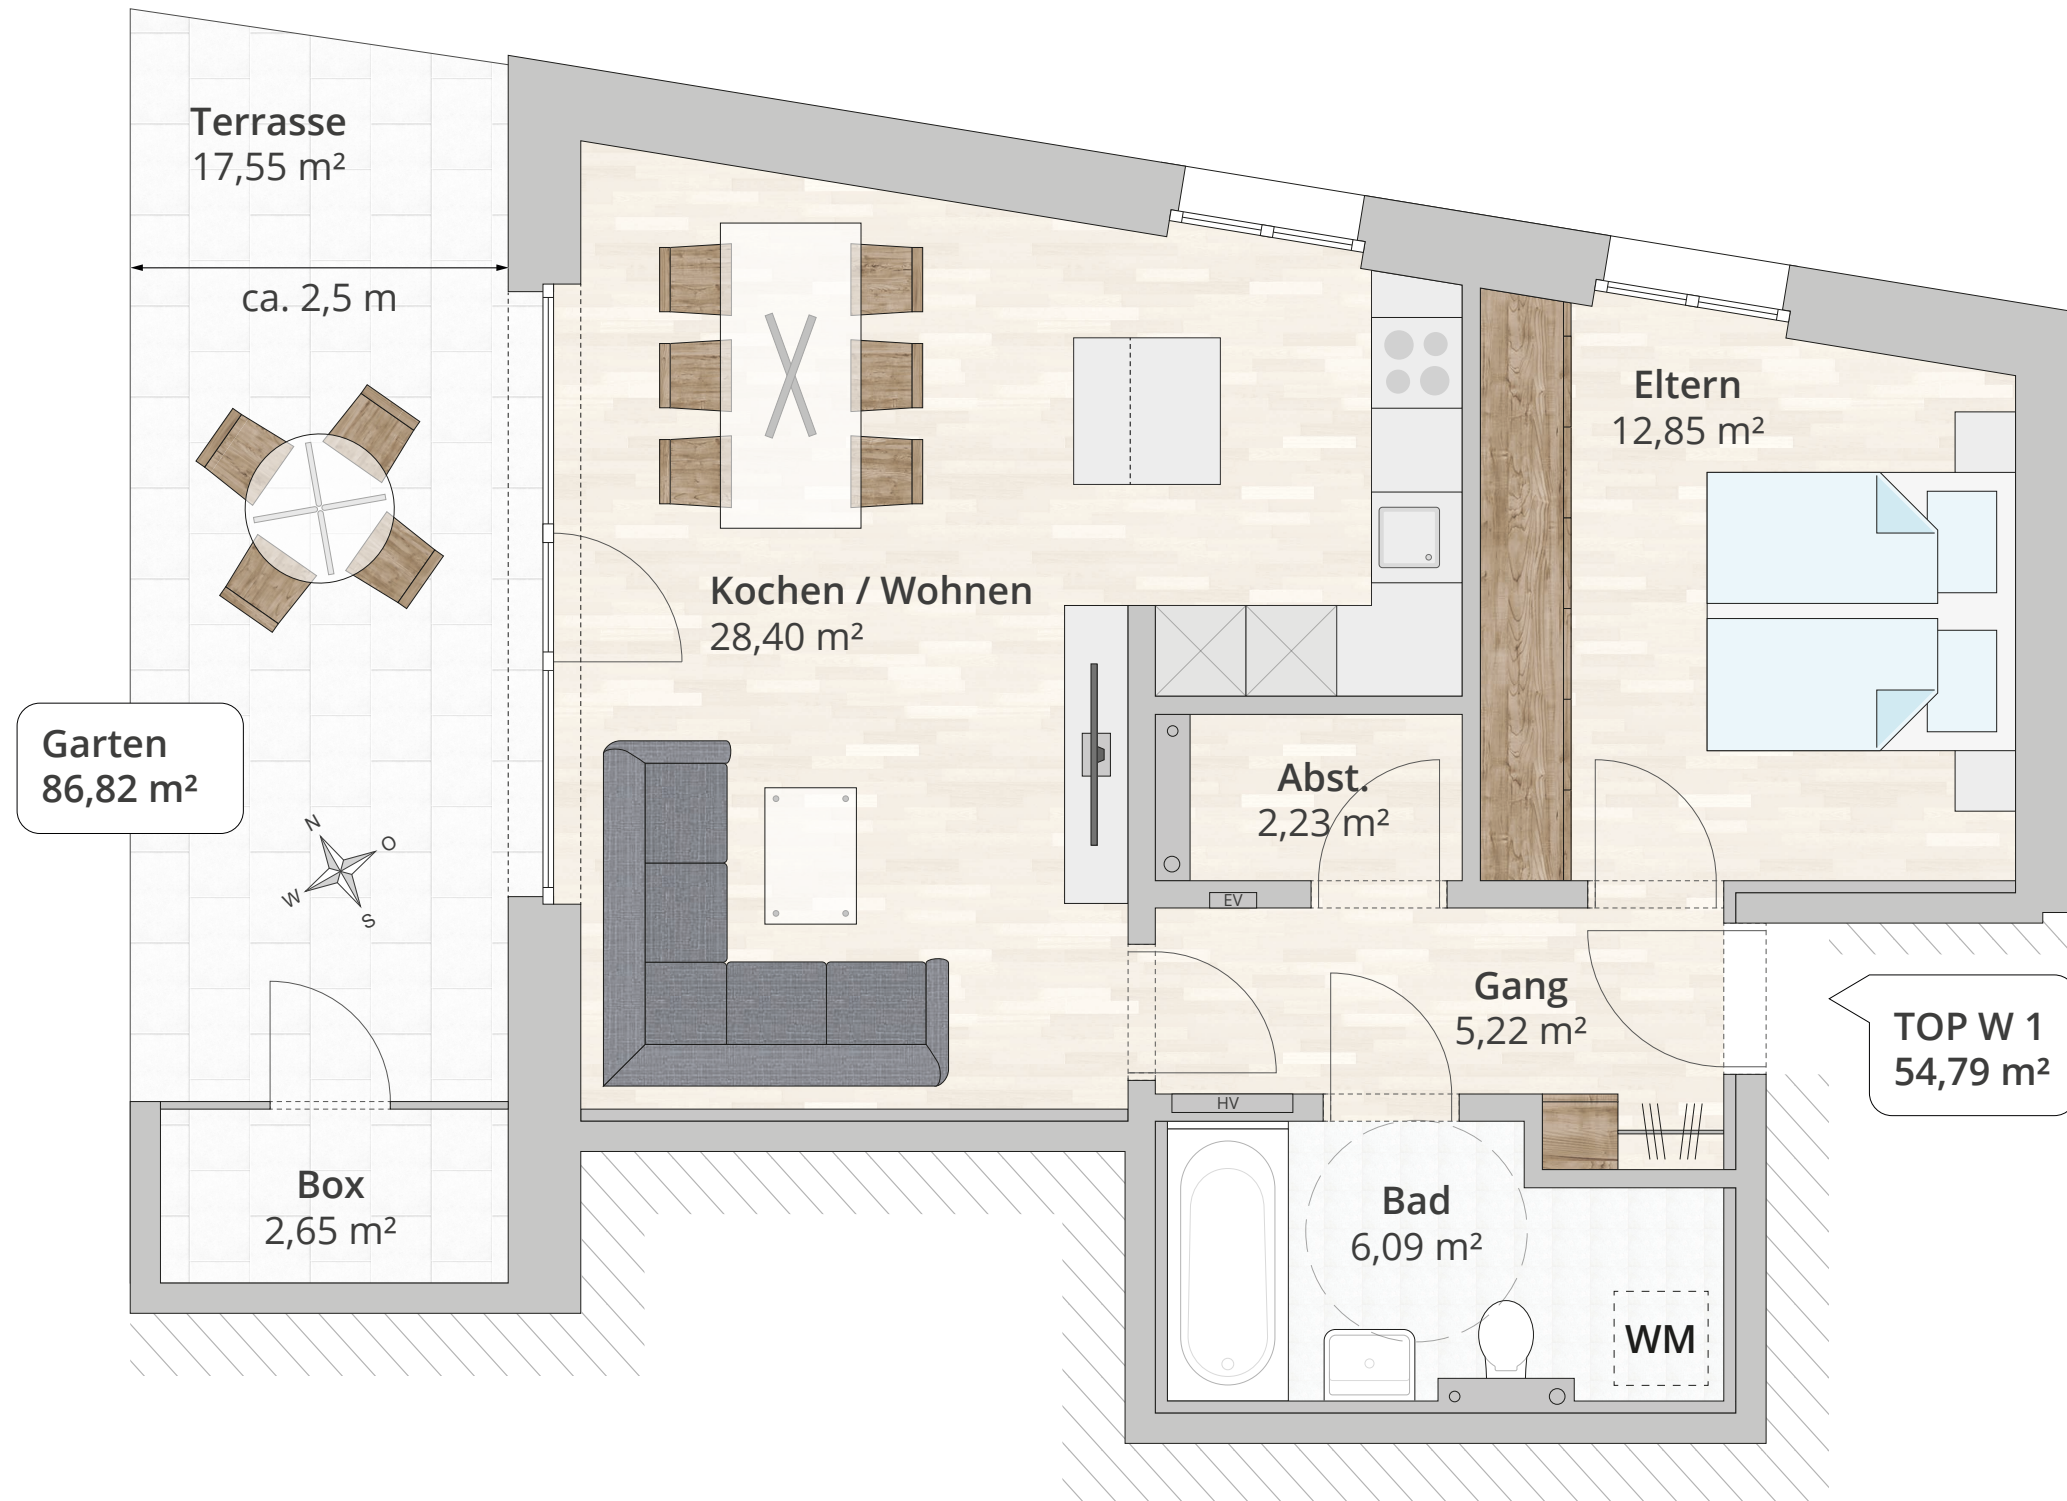 Terrasse
17,55 m²
ca. 2,5 m
Eltern
12,85 m²
Kochen / Wohnen
28,40 m²
Garten
86,82 m²
Abst.
2,23 m²
N
O
W
S
EV
Gang
5,22 m²
TOP W 1
54,79 m²
HV
Box
2,65 m²
Bad
6,09 m²
WM